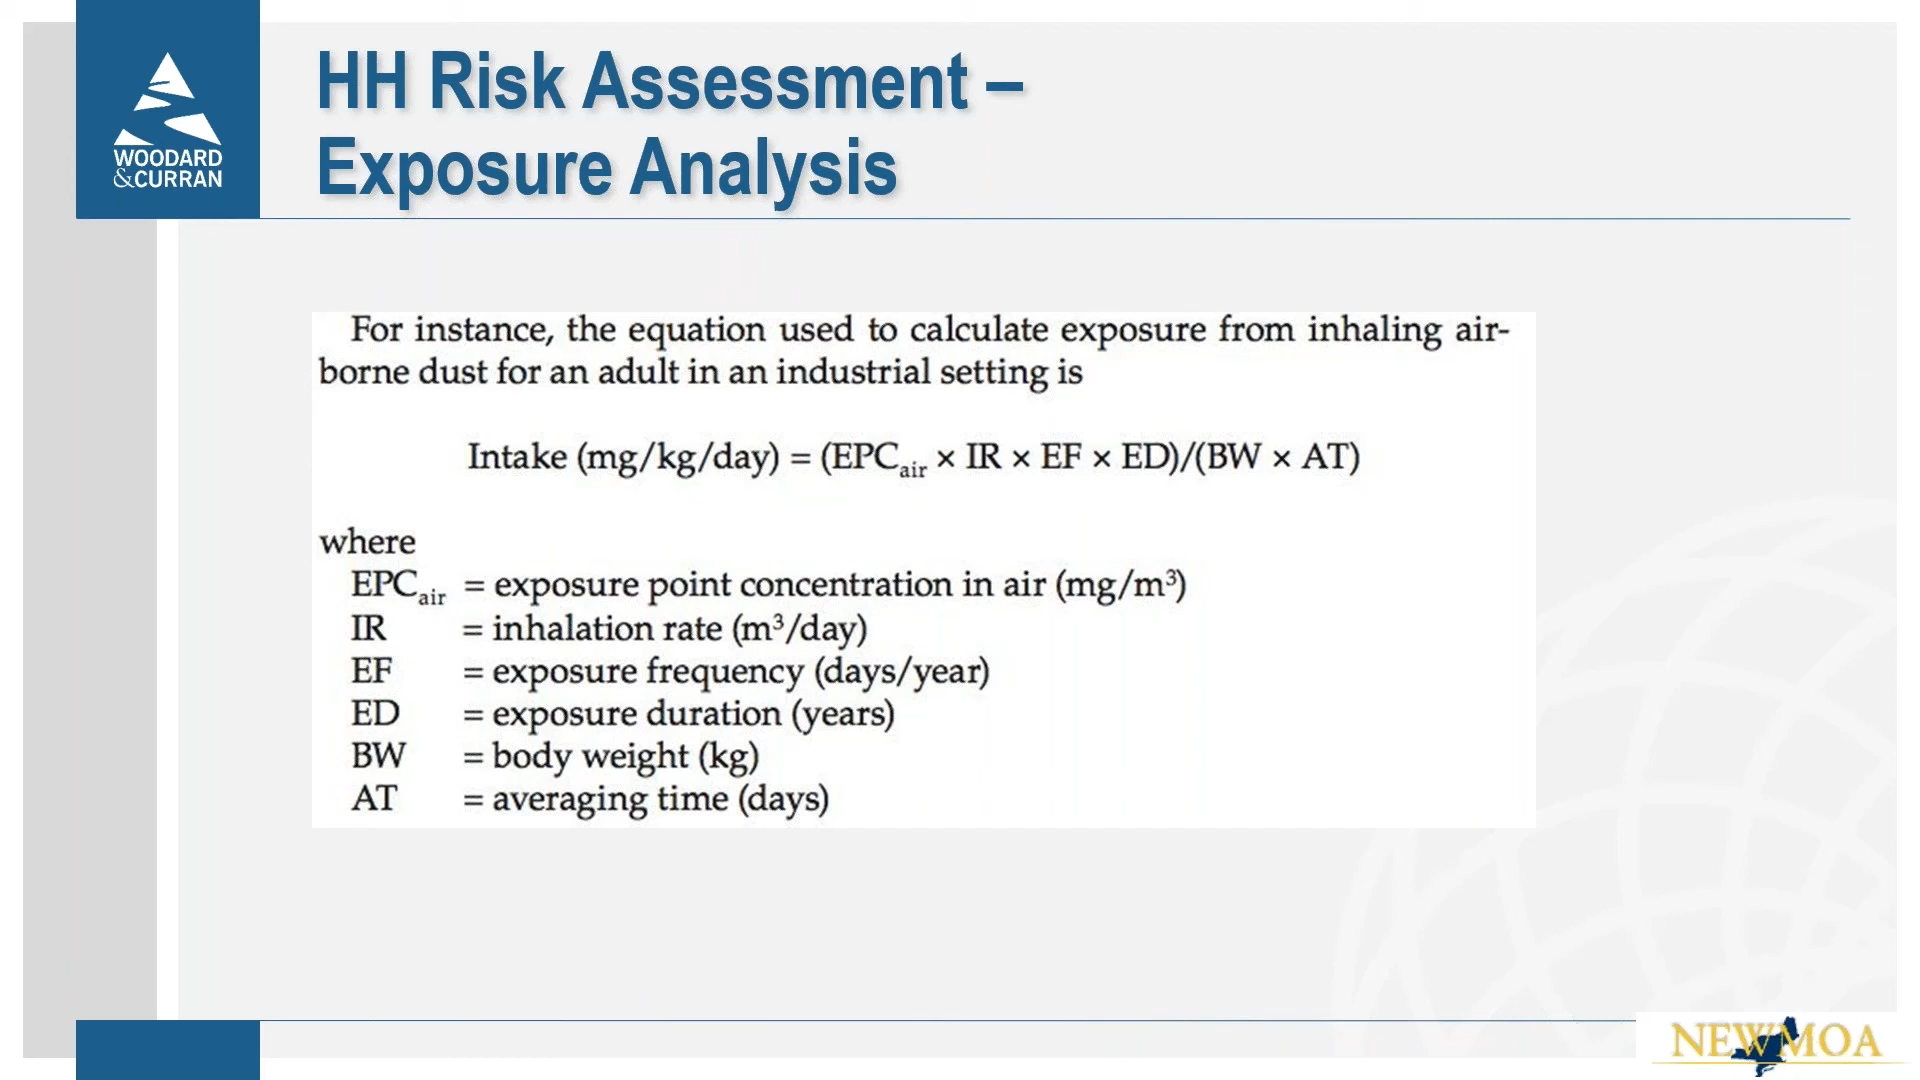 WOODARD
&CURRAN
HH Risk Assessment –
Exposure Analysis
For instance, the equation used to calculate exposure from inhaling air-
borne dust for an adult in an industrial setting is
Intake (mg/kg/day) = (EPCair × IR × EF × ED)/(BW × AT)
where
EPCair = exposure point concentration in air (mg/m³)
IR = inhalation rate (m³/day)
EF = exposure frequency (days/year)
ED = exposure duration (years)
BW = body weight (kg)
AT = averaging time (days)
NEWMOA